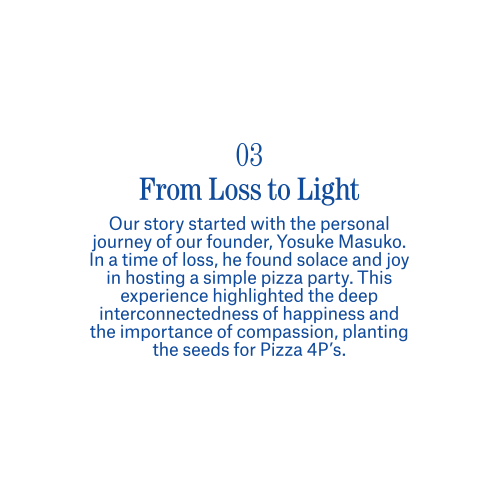 03
From Loss to Light
Our story started with the personal
journey of our founder, Yosuke Masuko.
In a time of loss, he found solace and joy
in hosting a simple pizza party. This
experience highlighted the deep
interconnectedness of happiness and
the importance of compassion, planting
the seeds for Pizza 4P’s.